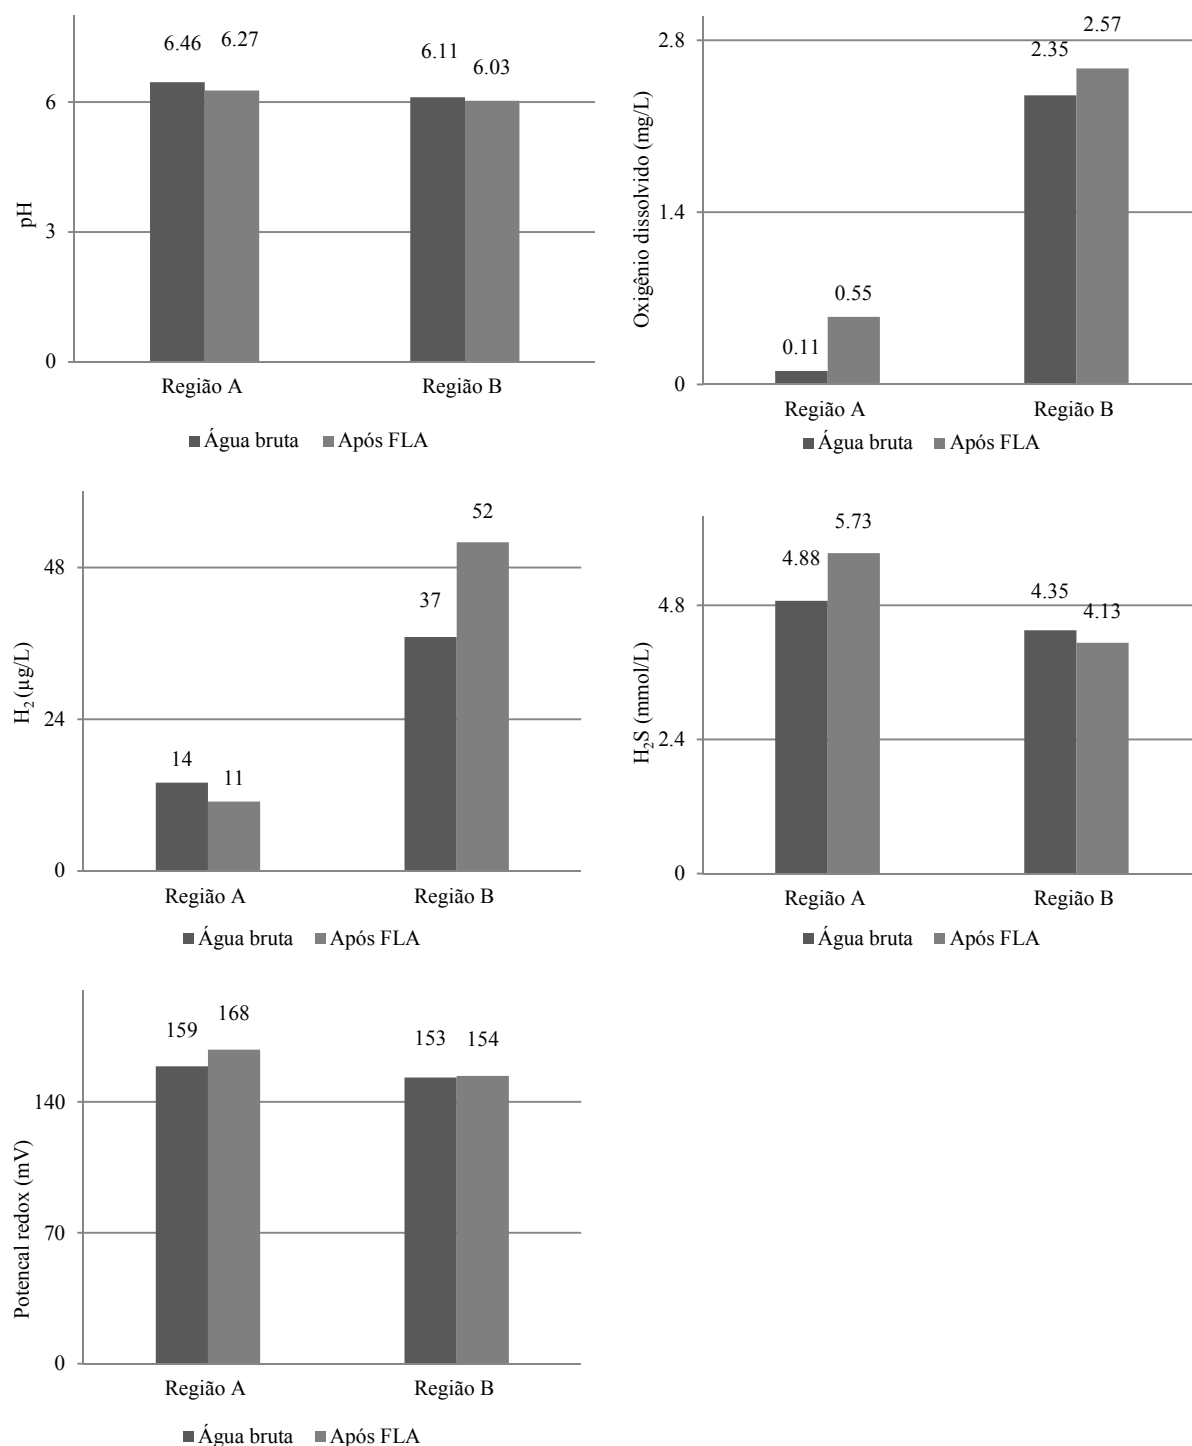 6.46 6.27
6.11 6.03
6
3
0
pH
Região A Região B
Água bruta Após FLA
2.57
2.35
2.8
1.4
0
Oxigênio dissolvido (mg/L)
0.55
0.11
Região A Região B
Água bruta Após FLA
52
48
37
24
0
H₂ (µg/L)
14
11
Região A Região B
Água bruta Após FLA
5.73
4.88
4.35
4.13
4.8
2.4
0
H₂S (mmol/L)
Região A Região B
Água bruta Após FLA
168
159
153 154
140
70
0
Potencal redox (mV)
Região A Região B
Água bruta Após FLA